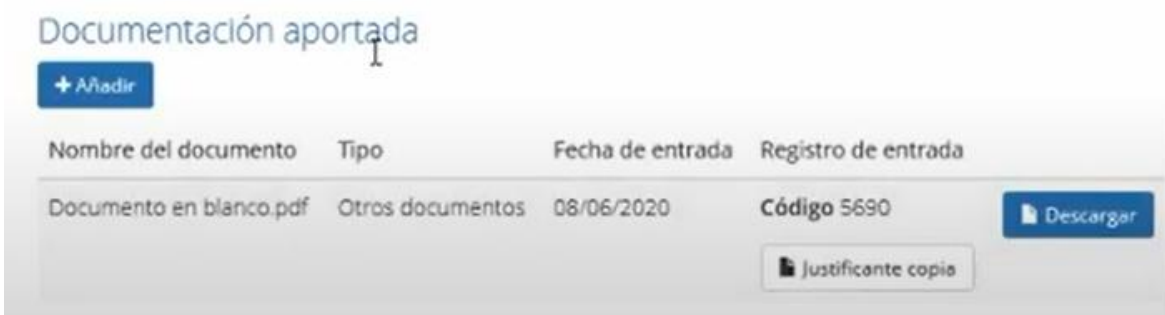 Documentación aportada
+ Añadir
Nombre del documento Tipo Fecha de entrada Registro de entrada
Documento en blanco.pdf Otros documentos 08/06/2020 Código 5690 Descargar
Justificante copia